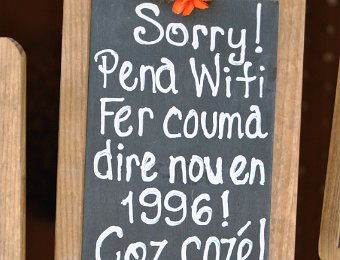 Sorry!
Pena Wifi
Fer couma
dire nou en
1996!
Coz cozé!